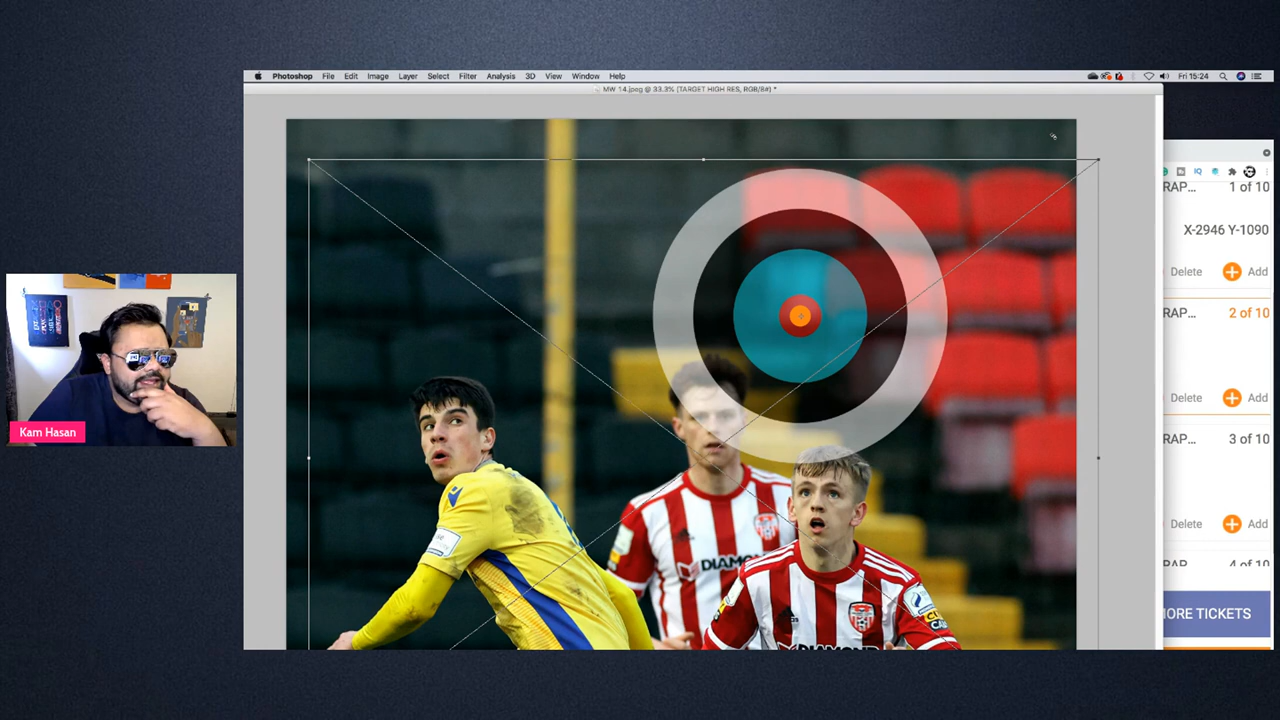 Photoshop File Edit Image Layer Select Filter Analysis 3D View Window Help
Fri 15:24
MW 14.jpeg @ 33.3% (TARGET HIGH RES, RGB/8#) *
IQ
RAP... 1 of 10
X-2946 Y-1090
Delete Add
RAP... 2 of 10
Delete Add
RAP... 3 of 10
Delete Add
ORE TICKETS
Kam Hasan
DIAM
DIAMOND